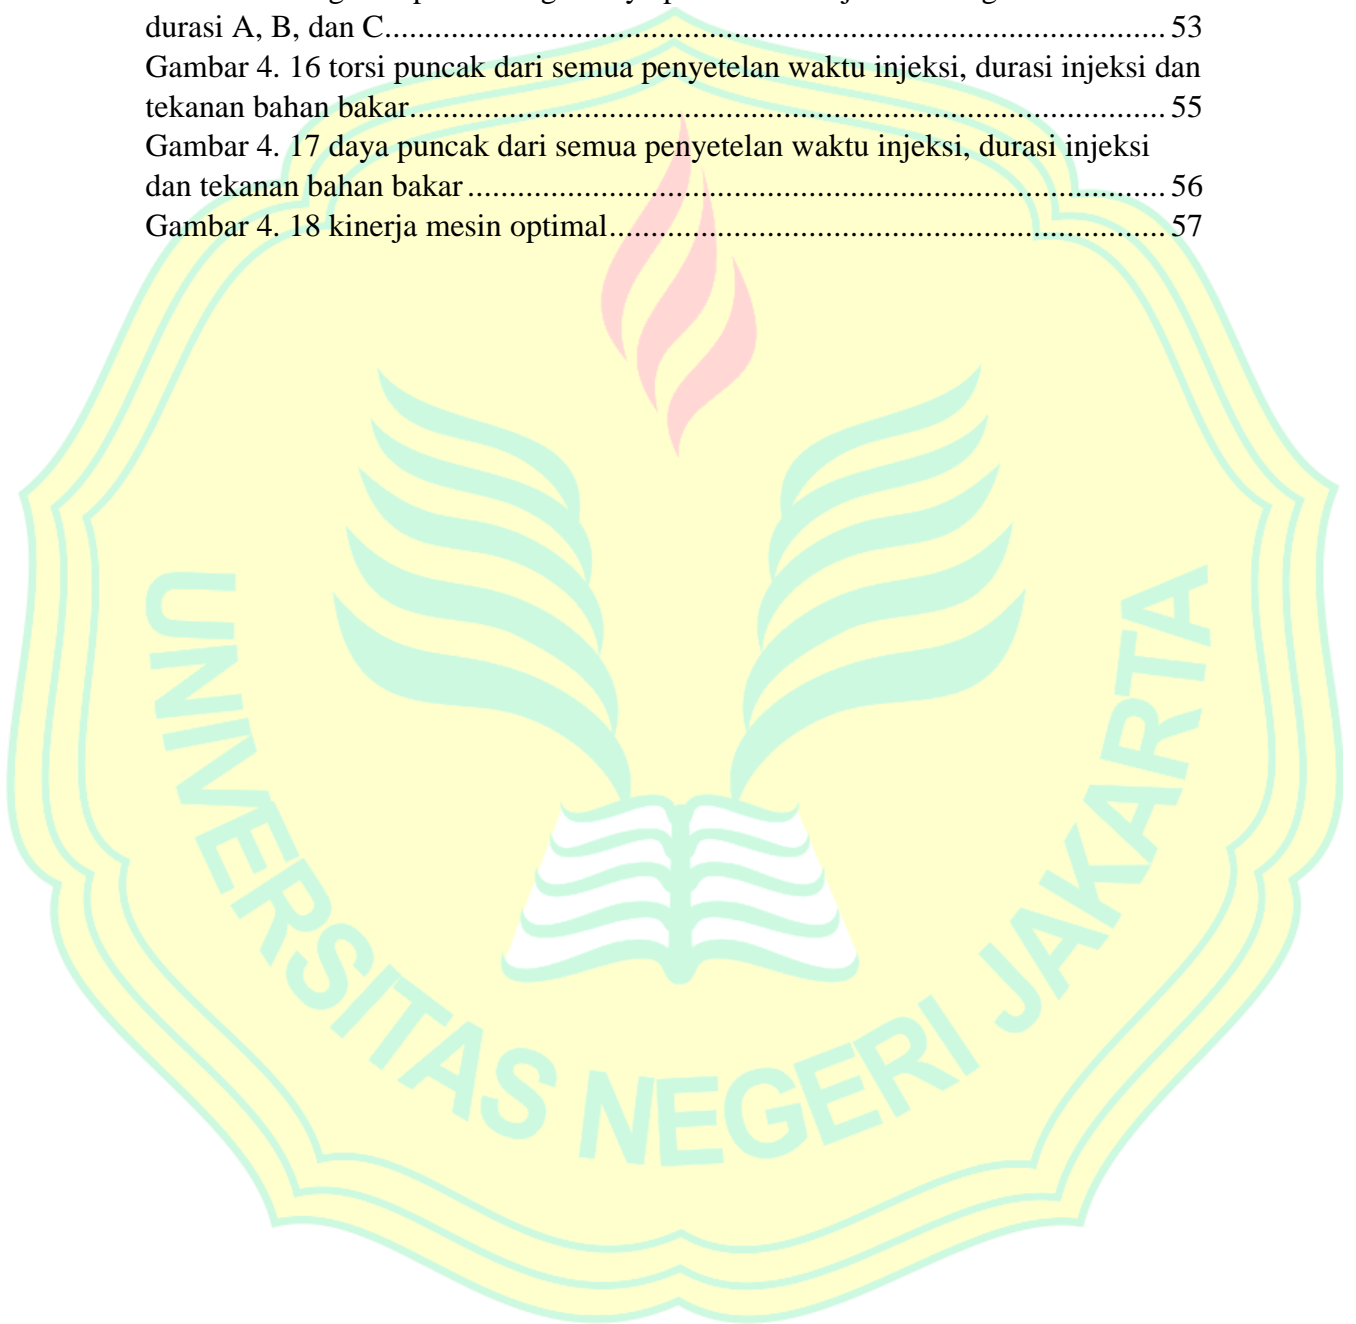 durasi A, B, dan C.......................................................................................... 53
Gambar 4. 16 torsi puncak dari semua penyetelan waktu injeksi, durasi injeksi dan
tekanan bahan bakar....................................................................................... 55
Gambar 4. 17 daya puncak dari semua penyetelan waktu injeksi, durasi injeksi
dan tekanan bahan bakar ................................................................................ 56
Gambar 4. 18 kinerja mesin optimal................................................................ 57
UNIVERSITAS NEGERI JAKARTA